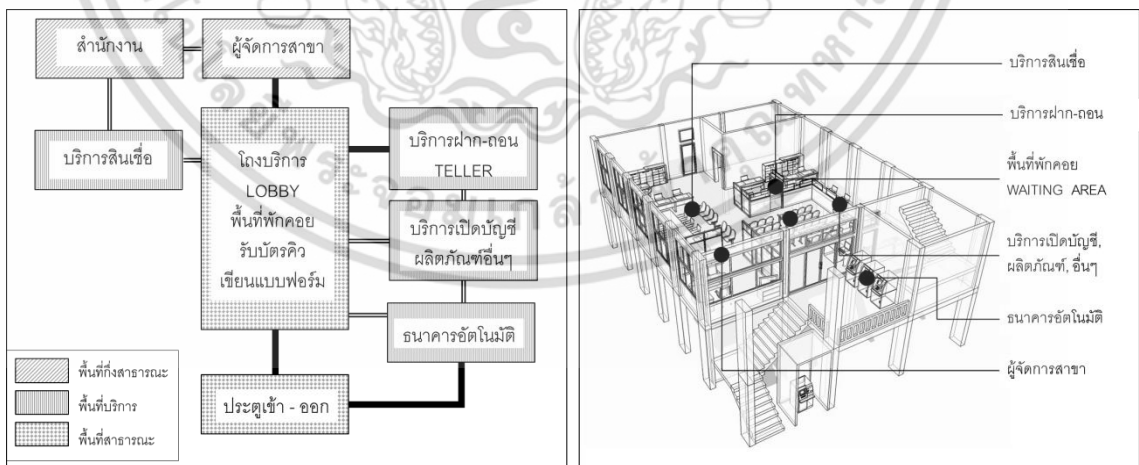 สำนักงาน
ผู้จัดการสาขา
บริการสินเชื่อ
โถงบริการ
LOBBY
พื้นที่พักคอย
รับบัตรคิว
เขียนแบบฟอร์ม
บริการฝาก-ถอน
TELLER
บริการเปิดบัญชี
ผลิตภัณฑ์อื่นๆ
ธนาคารอัตโนมัติ
ประตูเข้า - ออก
พื้นที่กึ่งสาธารณะ
พื้นที่บริการ
พื้นที่สาธารณะ
บริการสินเชื่อ
บริการฝาก-ถอน
พื้นที่พักคอย
WAITING AREA
บริการเปิดบัญชี,
ผลิตภัณฑ์, อื่นๆ
ธนาคารอัตโนมัติ
ผู้จัดการสาขา